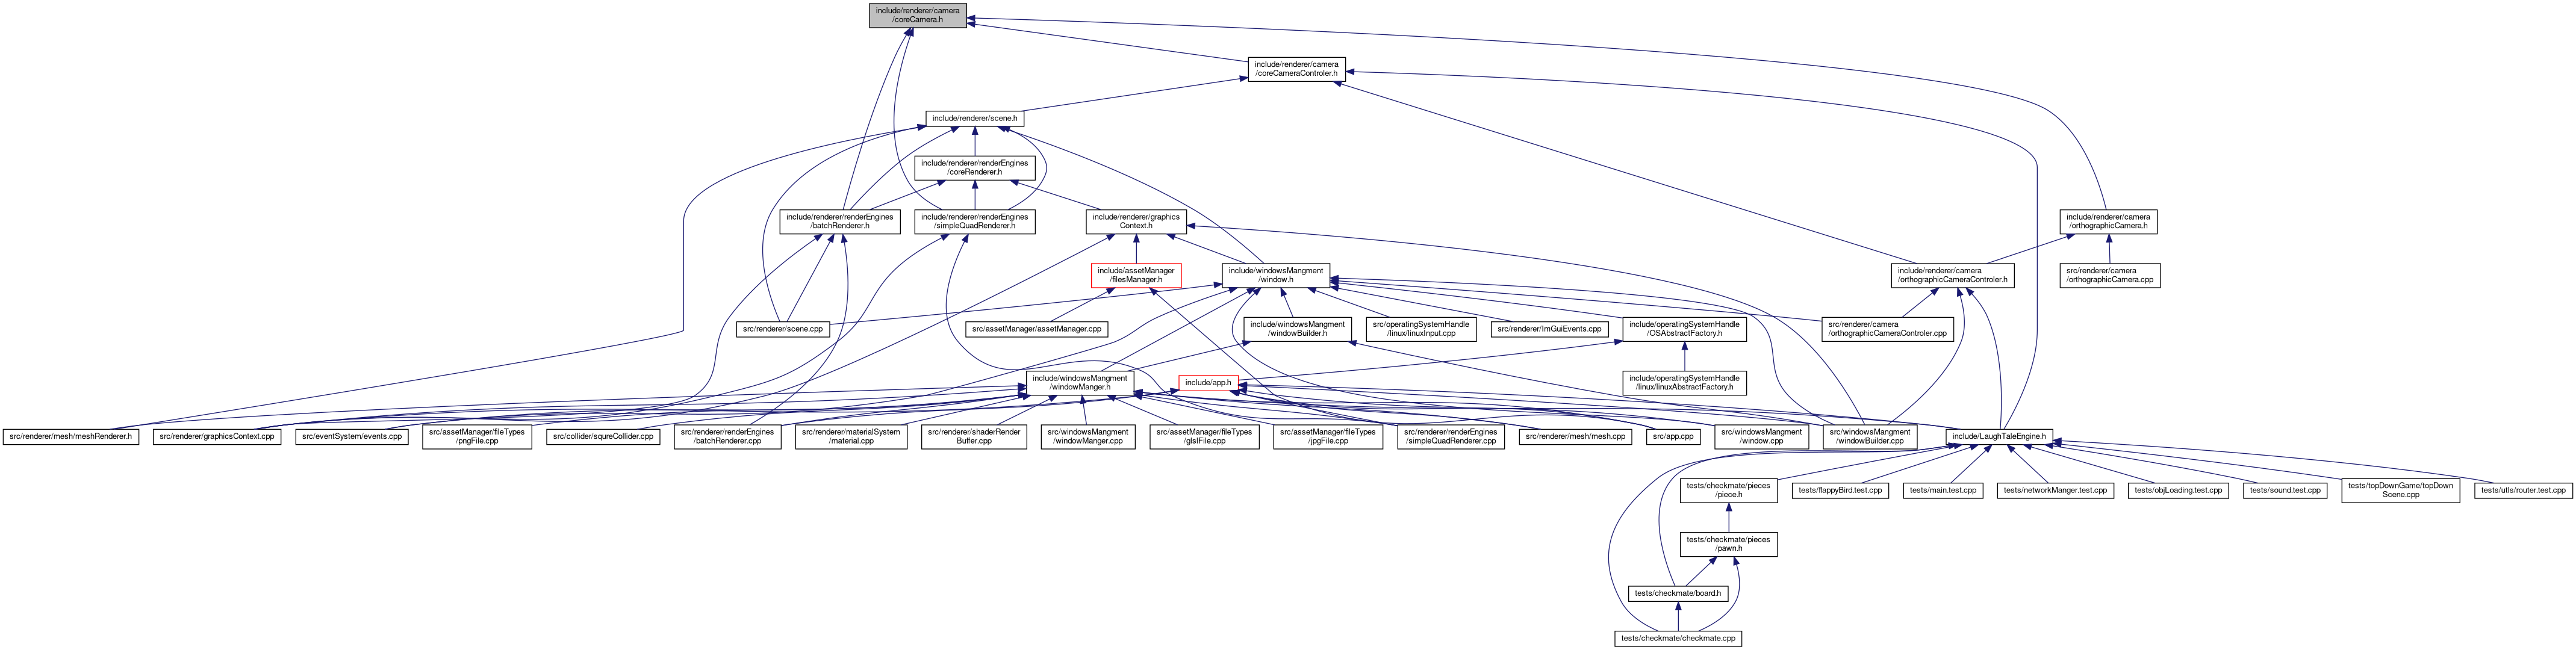 include/renderer/camera
/coreCamera.h
include/renderer/camera
/coreCameraControler.h
include/renderer/scene.h
include/renderer/renderEngines
/coreRenderer.h
include/renderer/renderEngines
/batchRenderer.h
include/renderer/renderEngines
/simpleQuadRenderer.h
include/renderer/graphics
Context.h
include/renderer/camera
/orthographicCamera.h
include/assetManager
/filesManager.h
include/windowsMangment
/window.h
include/renderer/camera
/orthographicCameraControler.h
src/renderer/camera
/orthographicCamera.cpp
src/renderer/scene.cpp
src/assetManager/assetManager.cpp
include/windowsMangment
/windowBuilder.h
src/operatingSystemHandle
/linux/linuxInput.cpp
src/renderer/ImGuiEvents.cpp
include/operatingSystemHandle
/OSAbstractFactory.h
src/renderer/camera
/orthographicCameraControler.cpp
include/windowsMangment
/windowManger.h
include/app.h
include/operatingSystemHandle
/linux/linuxAbstractFactory.h
src/renderer/mesh/meshRenderer.h
src/renderer/graphicsContext.cpp
src/eventSystem/events.cpp
src/assetManager/fileTypes
/pngFile.cpp
src/collider/squreCollider.cpp
src/renderer/renderEngines
/batchRenderer.cpp
src/renderer/materialSystem
/material.cpp
src/renderer/shaderRender
Buffer.cpp
src/windowsMangment
/windowManger.cpp
src/assetManager/fileTypes
/glslFile.cpp
src/assetManager/fileTypes
/jpgFile.cpp
src/renderer/renderEngines
/simpleQuadRenderer.cpp
src/renderer/mesh/mesh.cpp
src/app.cpp
src/windowsMangment
/window.cpp
src/windowsMangment
/windowBuilder.cpp
include/LaughTaleEngine.h
tests/checkmate/pieces
/piece.h
tests/flappyBird.test.cpp
tests/main.test.cpp
tests/networkManger.test.cpp
tests/objLoading.test.cpp
tests/sound.test.cpp
tests/topDownGame/topDown
Scene.cpp
tests/utls/router.test.cpp
tests/checkmate/pieces
/pawn.h
tests/checkmate/board.h
tests/checkmate/checkmate.cpp